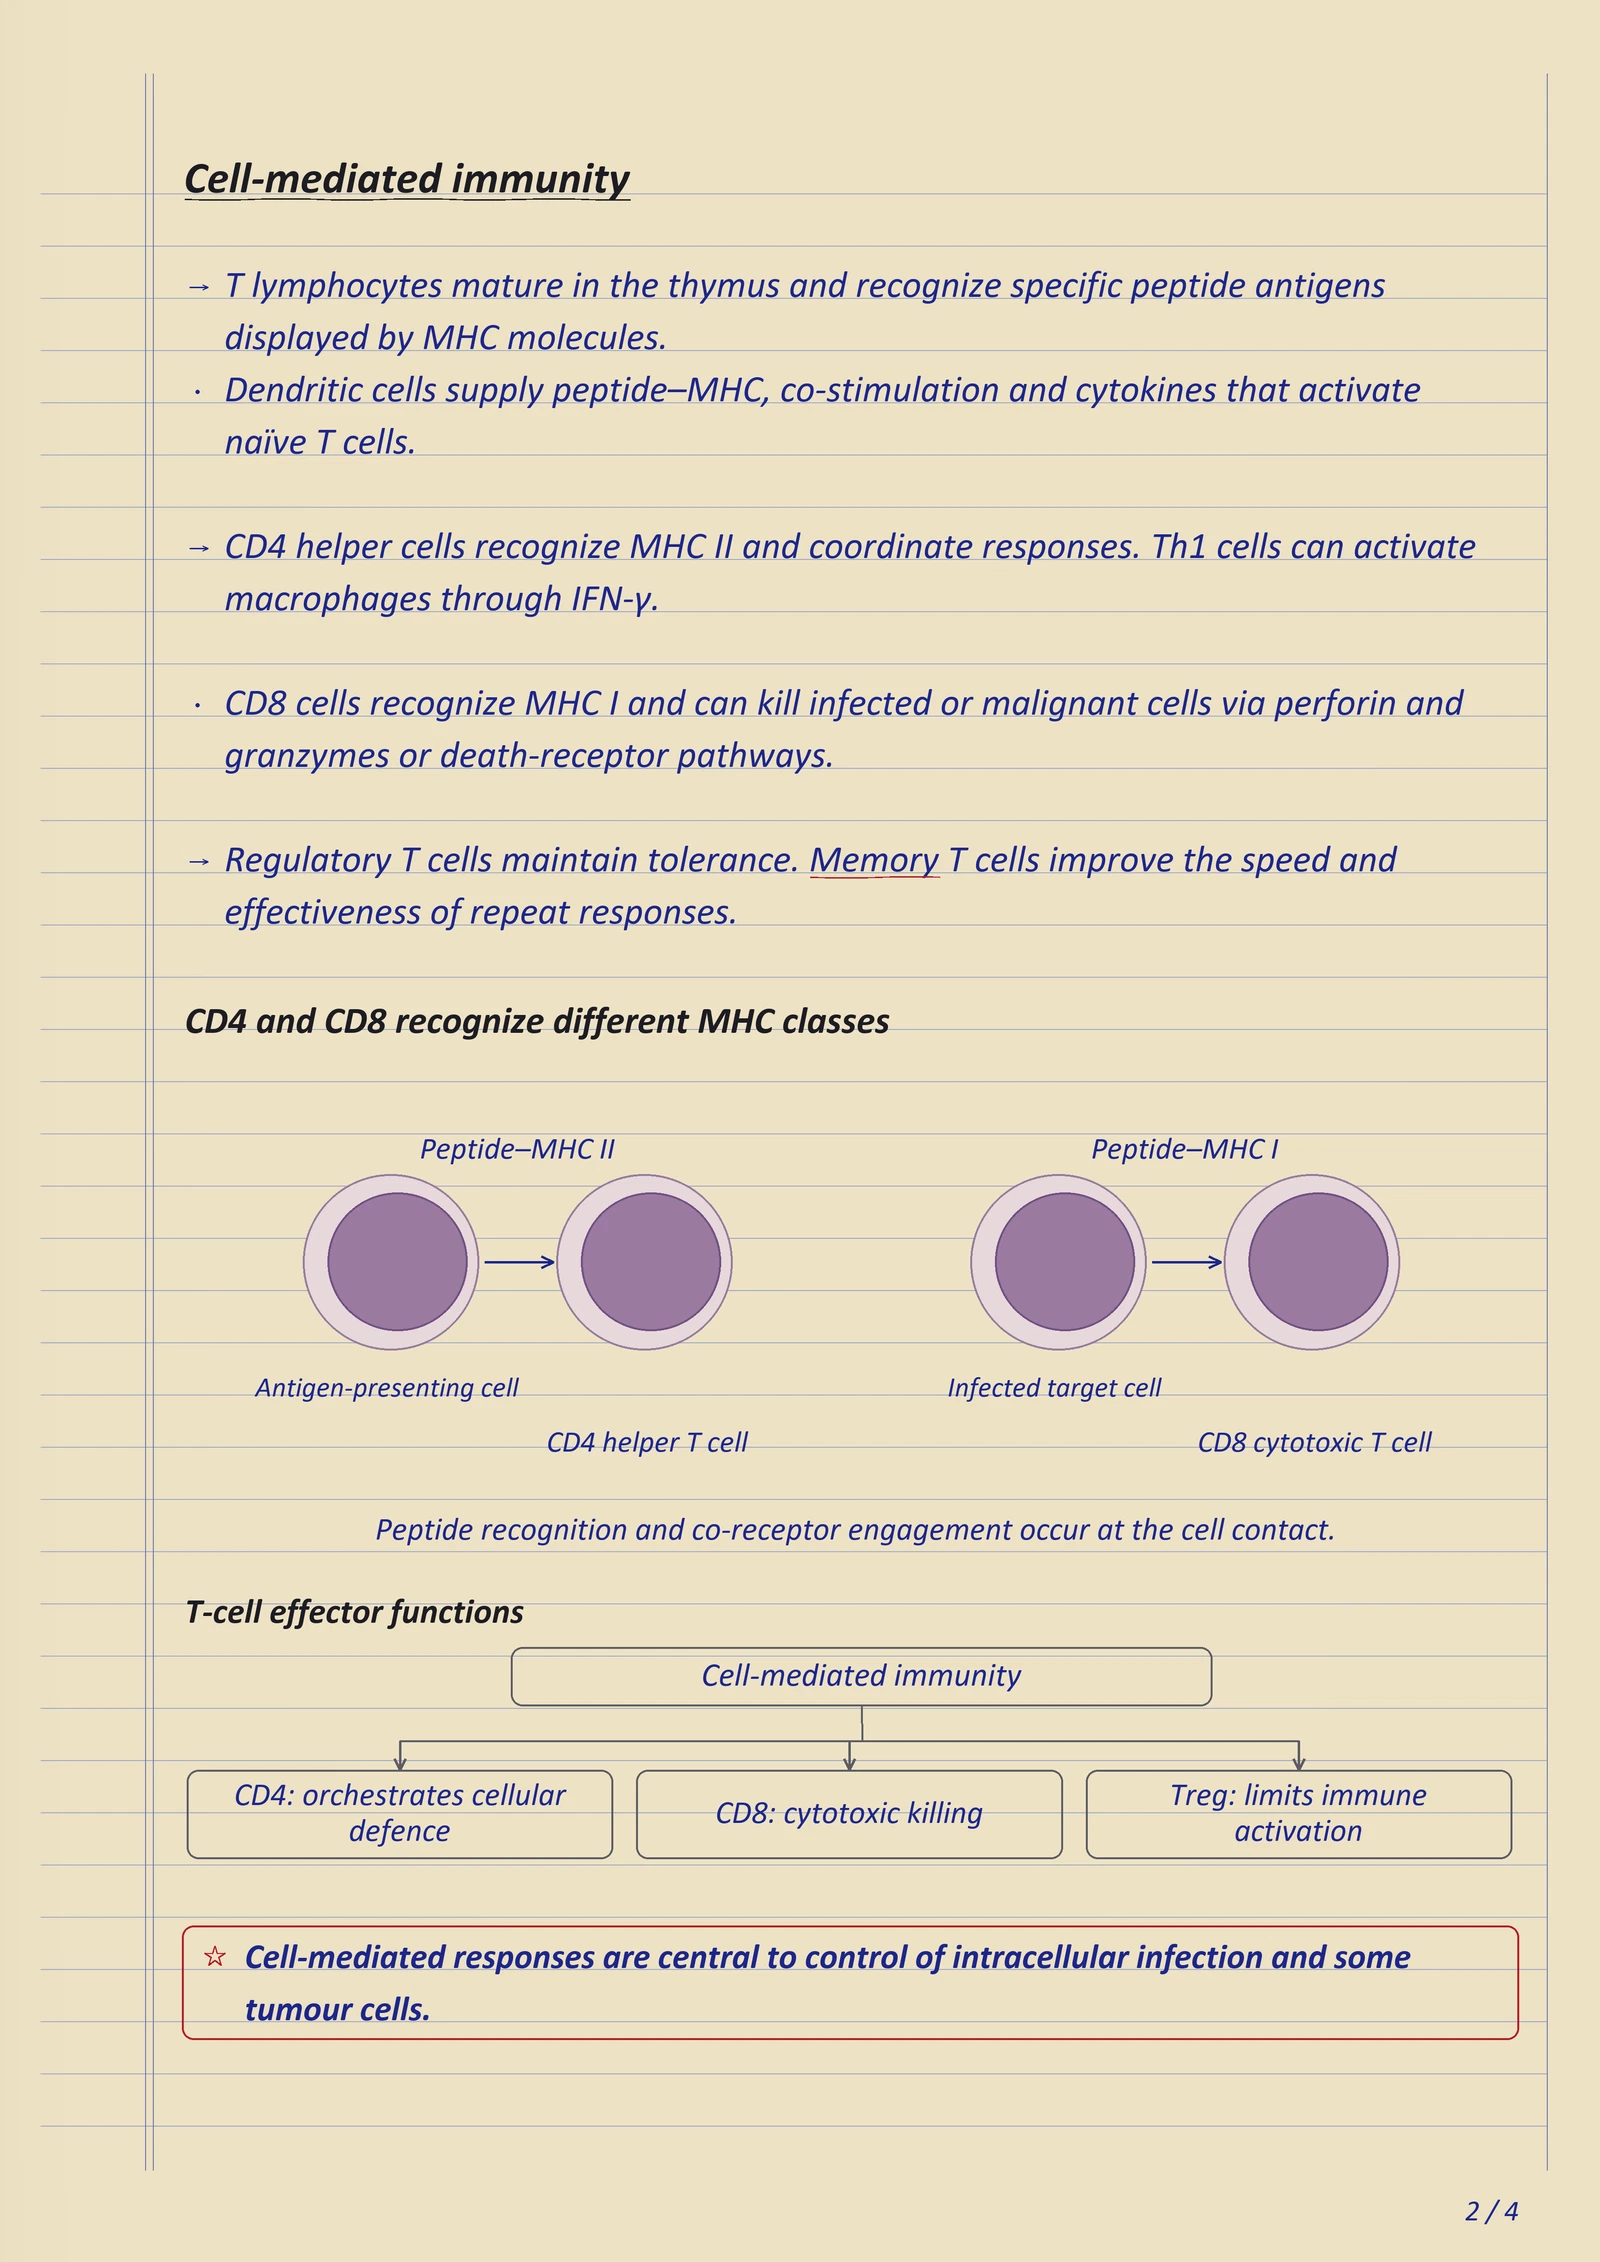 Cell-mediated immunity
→ T lymphocytes mature in the thymus and recognize specific peptide antigens
displayed by MHC molecules.
· Dendritic cells supply peptide–MHC, co-stimulation and cytokines that activate
naïve T cells.
→ CD4 helper cells recognize MHC II and coordinate responses. Th1 cells can activate
macrophages through IFN-γ.
· CD8 cells recognize MHC I and can kill infected or malignant cells via perforin and
granzymes or death-receptor pathways.
→ Regulatory T cells maintain tolerance. Memory T cells improve the speed and
effectiveness of repeat responses.
CD4 and CD8 recognize different MHC classes
Peptide–MHC II
Peptide–MHC I
Antigen-presenting cell
Infected target cell
CD4 helper T cell
CD8 cytotoxic T cell
Peptide recognition and co-receptor engagement occur at the cell contact.
T-cell effector functions
Cell-mediated immunity
CD4: orchestrates cellular
defence
CD8: cytotoxic killing
Treg: limits immune
activation
☆ Cell-mediated responses are central to control of intracellular infection and some
tumour cells.
2 / 4